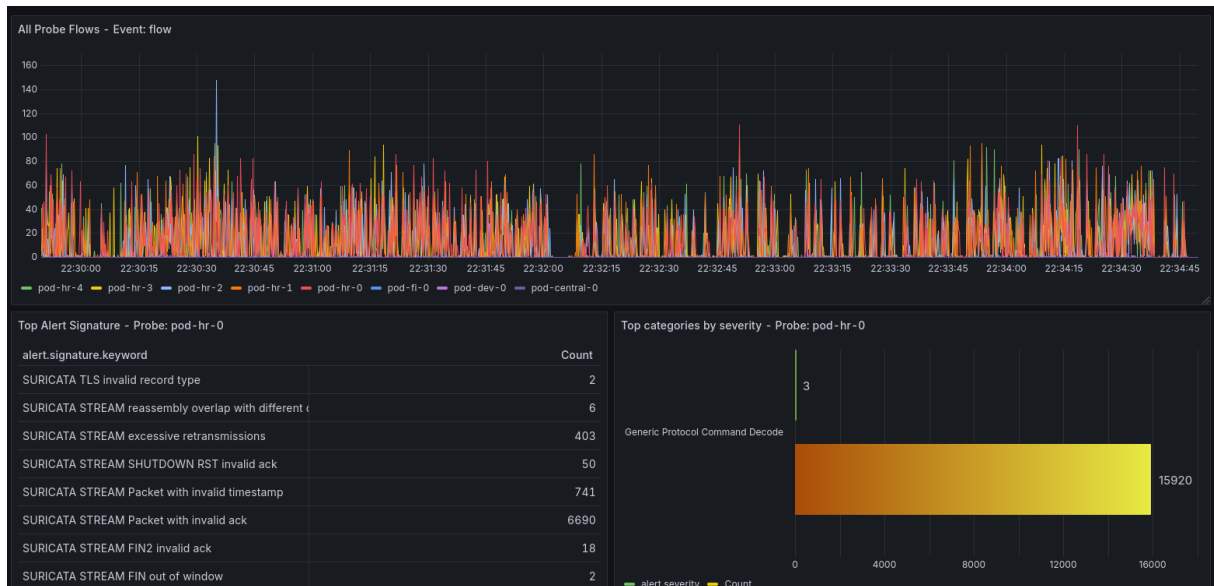 All Probe Flows - Event: flow
160
140
120
100
80
60
40
20
0
22:30:00 22:30:15 22:30:30 22:30:45 22:31:00 22:31:15 22:31:30 22:31:45 22:32:00 22:32:15 22:32:30 22:32:45 22:33:00 22:33:15 22:33:30 22:33:45 22:34:00 22:34:15 22:34:30 22:34:45
pod-hr-4 pod-hr-3 pod-hr-2 pod-hr-1 pod-hr-0 pod-fi-0 pod-dev-0 pod-central-0
Top Alert Signature - Probe: pod-hr-0
alert.signature.keyword Count
SURICATA TLS invalid record type 2
SURICATA STREAM reassembly overlap with different 6
SURICATA STREAM excessive retransmissions 403
SURICATA STREAM SHUTDOWN RST invalid ack 50
SURICATA STREAM Packet with invalid timestamp 741
SURICATA STREAM Packet with invalid ack 6690
SURICATA STREAM FIN2 invalid ack 18
SURICATA STREAM FIN out of window 2
Top categories by severity - Probe: pod-hr-0
3
Generic Protocol Command Decode
15920
0 4000 8000 12000 16000
alert.severity Count